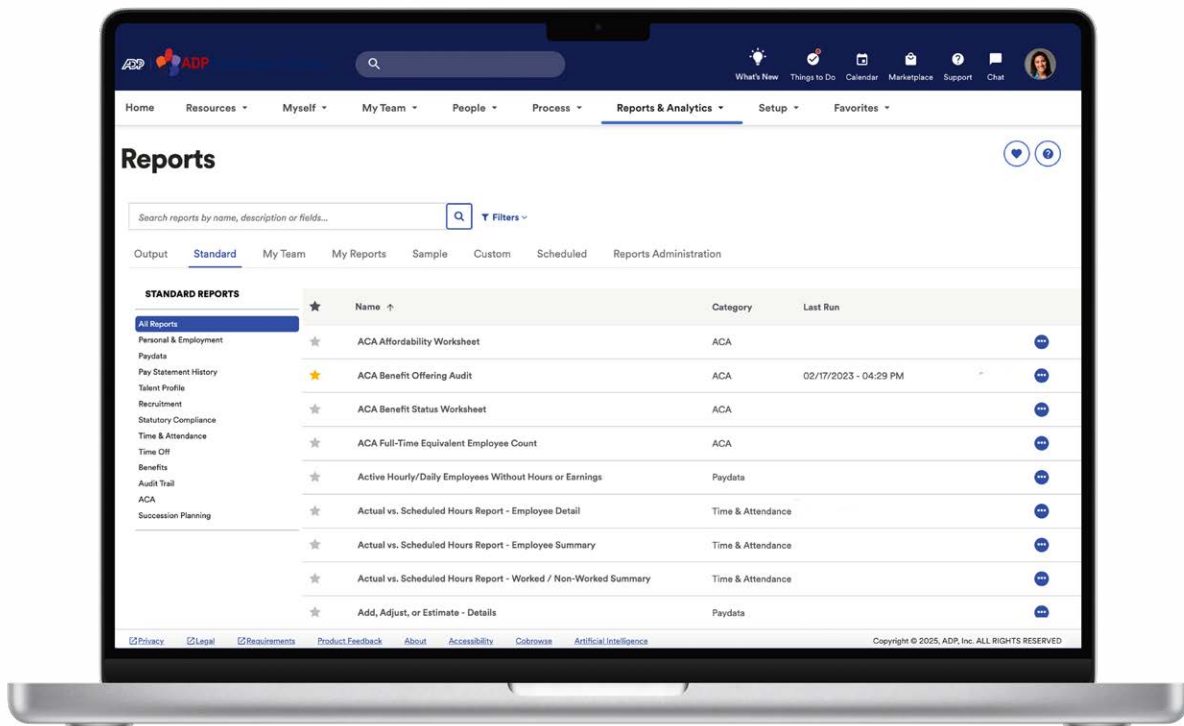 ADP ADP
What's New Things to Do Calendar Marketplace Support Chat
Home Resources Myself My Team People Process Reports & Analytics Setup Favorites
Reports
Search reports by name, description or fields... Filters
Output Standard My Team My Reports Sample Custom Scheduled Reports Administration
STANDARD REPORTS
All Reports
Personal & Employment
Paydata
Pay Statement History
Talent Profile
Recruitment
Statutory Compliance
Time & Attendance
Time Off
Benefits
Audit Trail
ACA
Succession Planning
Name Category Last Run
ACA Affordability Worksheet ACA
ACA Benefit Offering Audit ACA 02/17/2023 - 04:29 PM
ACA Benefit Status Worksheet ACA
ACA Full-Time Equivalent Employee Count ACA
Active Hourly/Daily Employees Without Hours or Earnings Paydata
Actual vs. Scheduled Hours Report - Employee Detail Time & Attendance
Actual vs. Scheduled Hours Report - Employee Summary Time & Attendance
Actual vs. Scheduled Hours Report - Worked / Non-Worked Summary Time & Attendance
Add, Adjust, or Estimate - Details Paydata
Privacy Legal Requirements Product Feedback About Accessibility Cobrowse Artificial Intelligence Copyright © 2025, ADP, Inc. ALL RIGHTS RESERVED